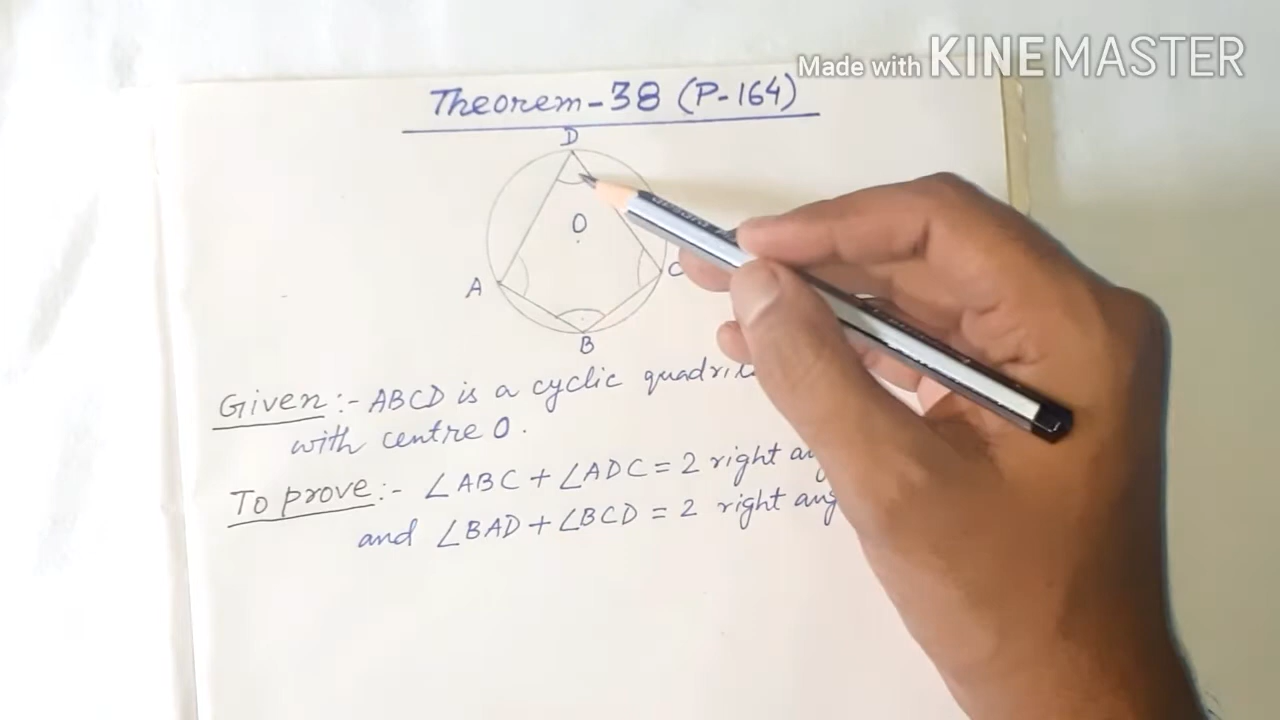 Made with KINEMASTER
Theorem-38 (P-164)
D
O
A
C
B
Given:- ABCD is a cyclic
with centre O.
To prove:- ∠ABC + ∠ADC = 2 right
and ∠BAD + ∠BCD = 2 right